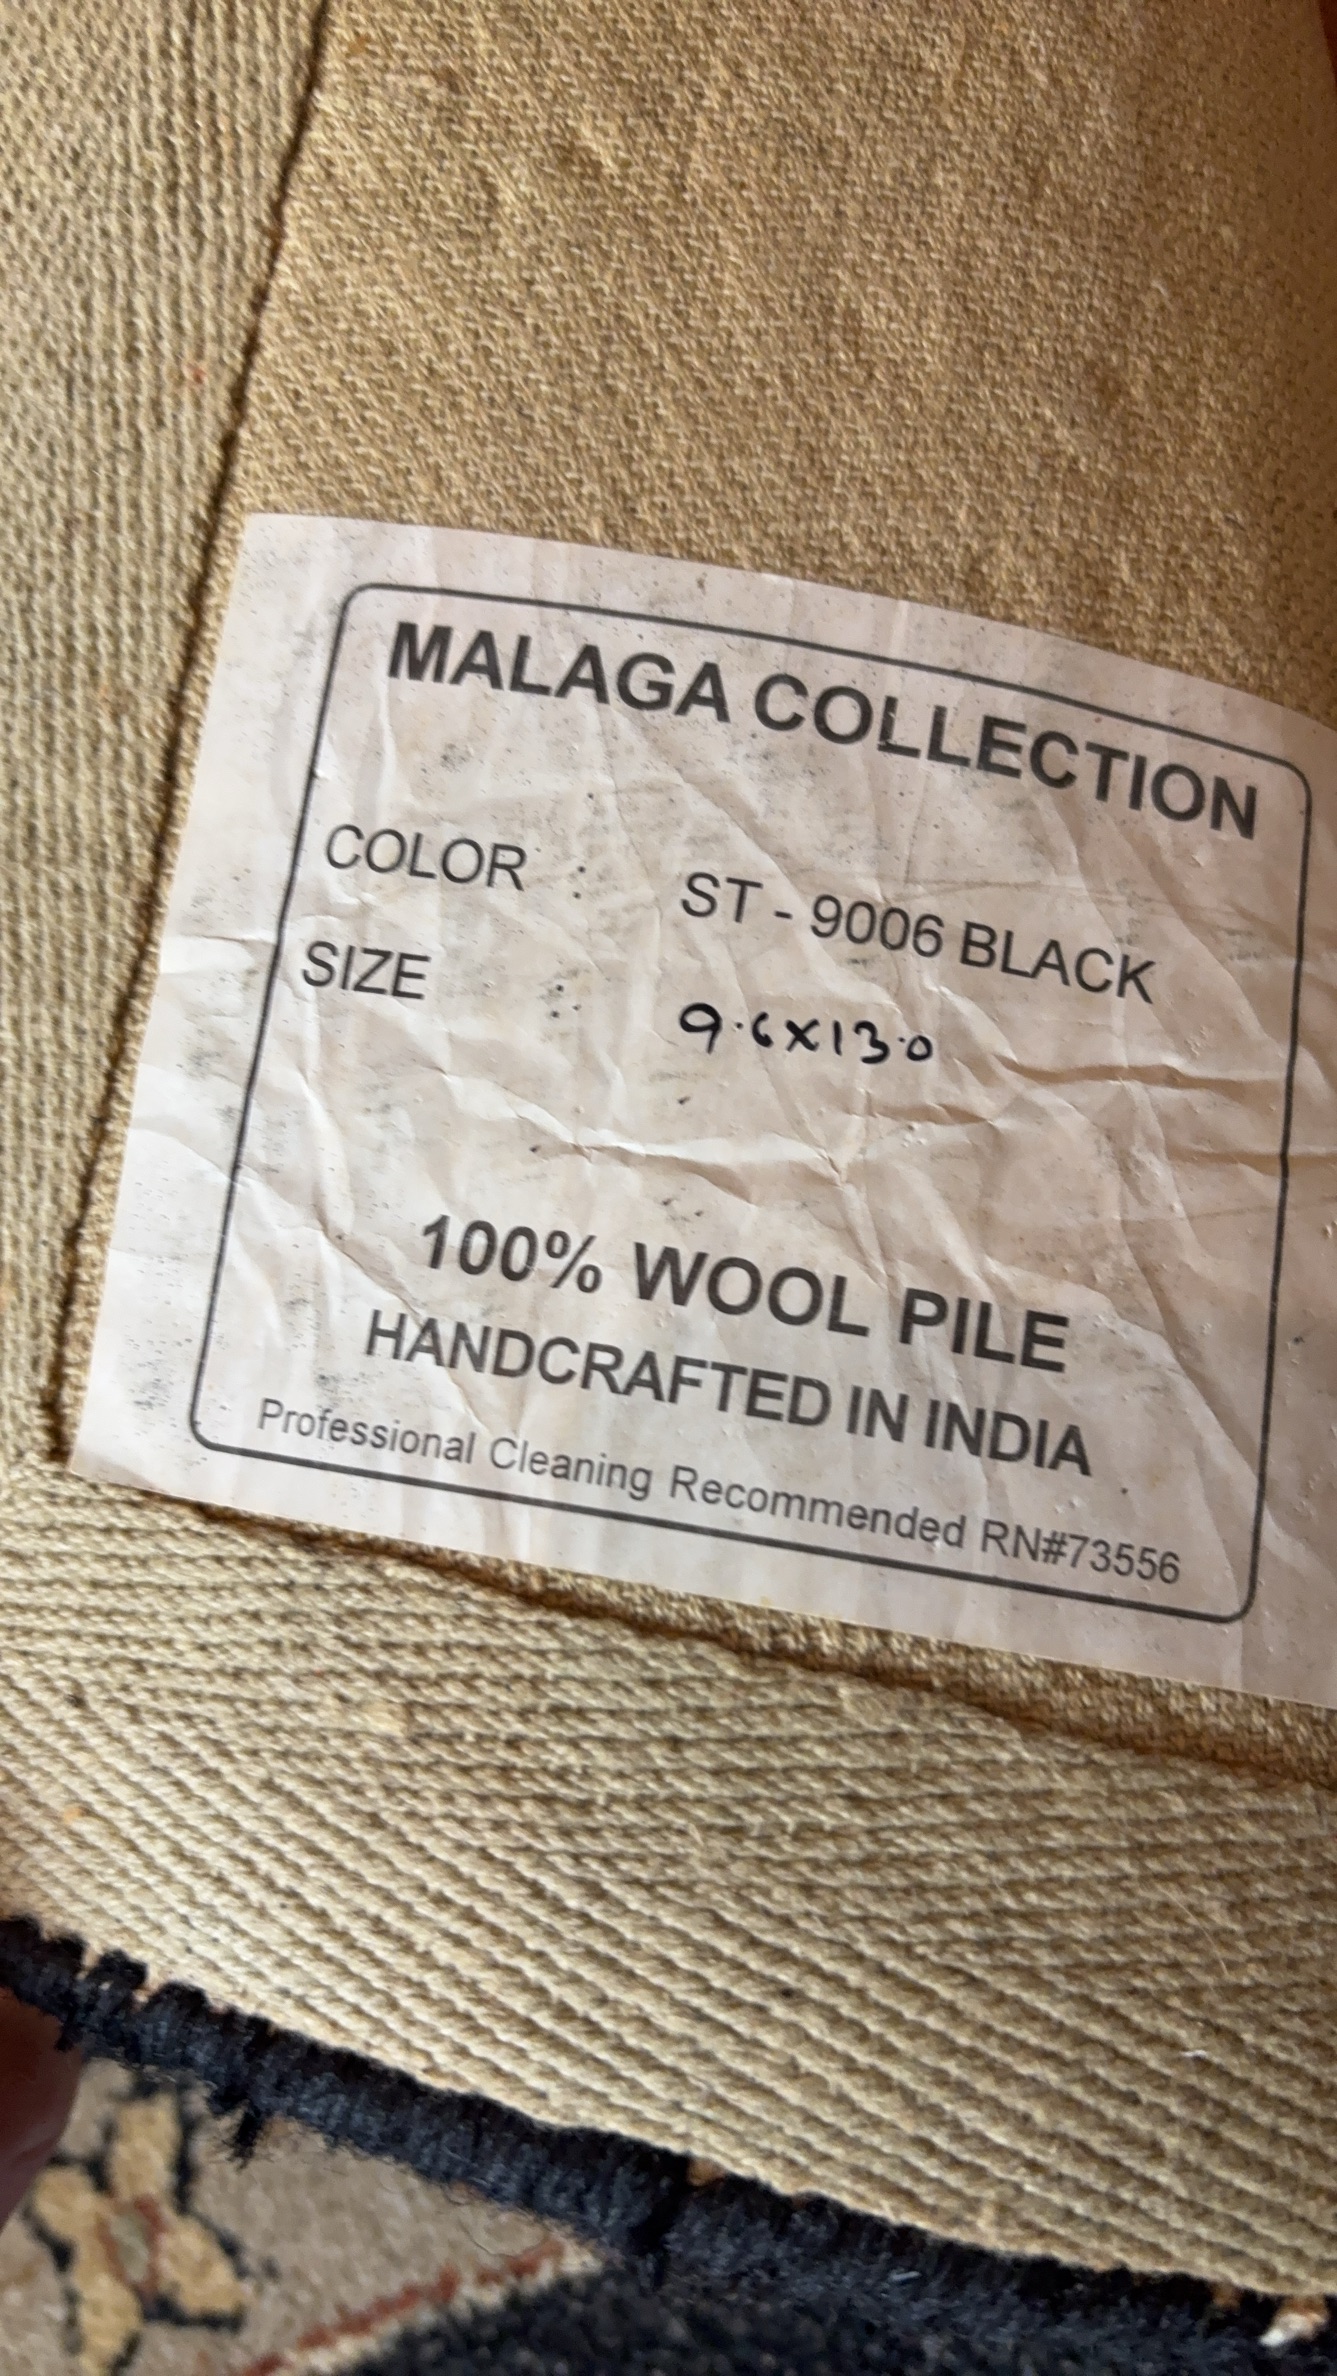 MALAGA COLLECTION
COLOR : ST - 9006 BLACK
SIZE : 9.6X13.0
100% WOOL PILE
HANDCRAFTED IN INDIA
Professional Cleaning Recommended RN#73556